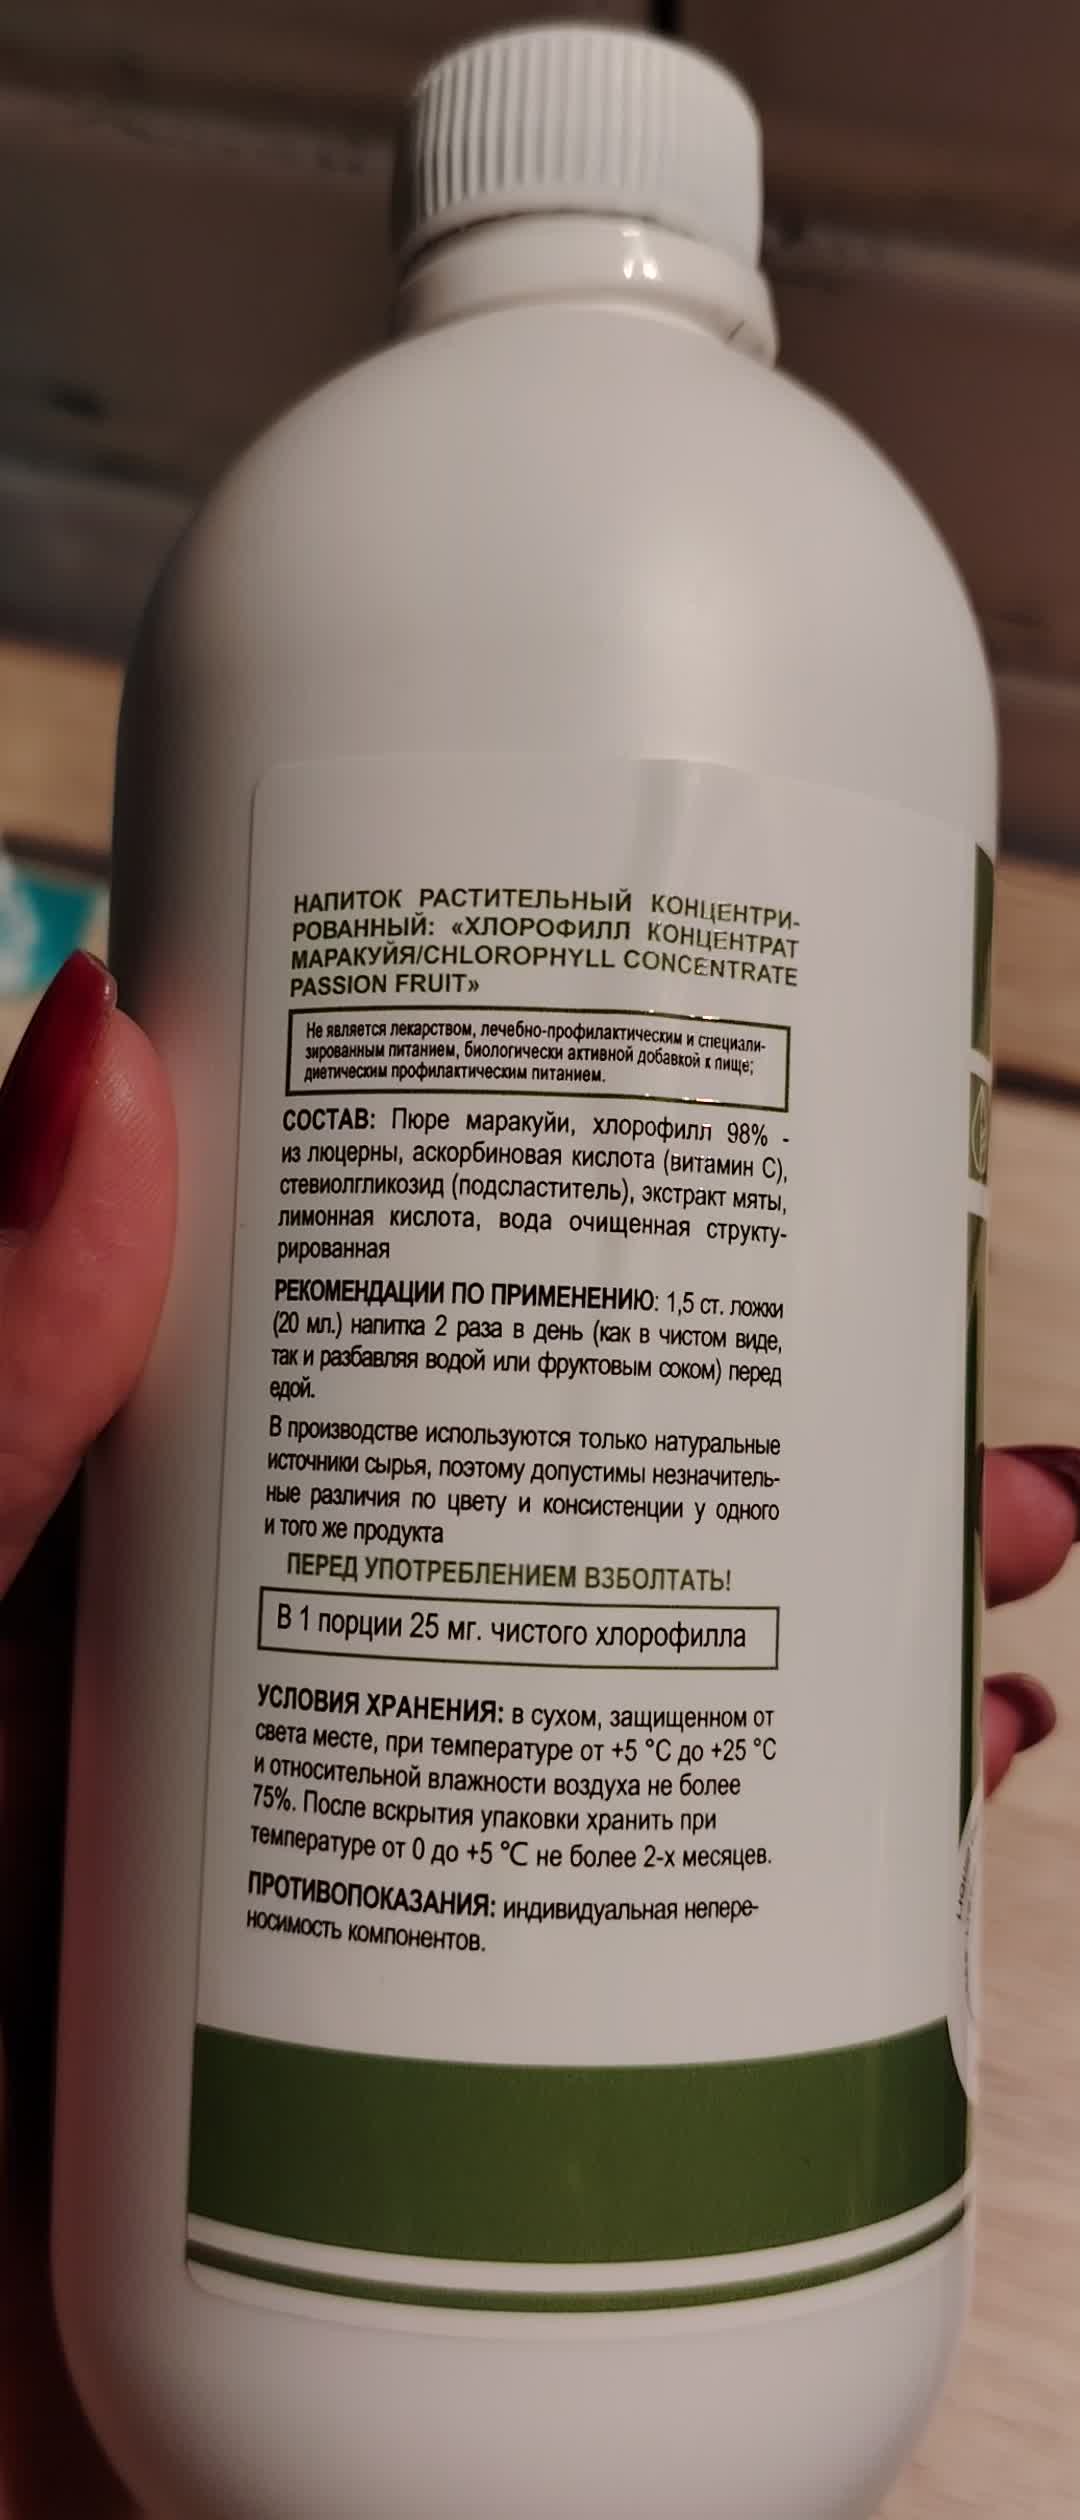 НАПИТОК РАСТИТЕЛЬНЫЙ КОНЦЕНТРИ-
РОВАННЫЙ: «ХЛОРОФИЛЛ КОНЦЕНТРАТ
МАРАКУЙЯ/CHLOROPHYLL CONCENTRATE
PASSION FRUIT»
Не является лекарством, лечебно-профилактическим и специали-
зированным питанием, биологически активной добавкой к пище;
диетическим профилактическим питанием.
СОСТАВ: Пюре маракуйи, хлорофилл 98% -
из люцерны, аскорбиновая кислота (витамин С),
стевиолгликозид (подсластитель), экстракт мяты,
лимонная кислота, вода очищенная структу-
рированная
РЕКОМЕНДАЦИИ ПО ПРИМЕНЕНИЮ: 1,5 ст. ложки
(20 мл.) напитка 2 раза в день (как в чистом виде,
так и разбавляя водой или фруктовым соком) перед
едой.
В производстве используются только натуральные
источники сырья, поэтому допустимы незначитель-
ные различия по цвету и консистенции у одного
и того же продукта
ПЕРЕД УПОТРЕБЛЕНИЕМ ВЗБОЛТАТЬ!
В 1 порции 25 мг. чистого хлорофилла
УСЛОВИЯ ХРАНЕНИЯ: в сухом, защищенном от
света месте, при температуре от +5 °С до +25 °С
и относительной влажности воздуха не более
75%. После вскрытия упаковки хранить при
температуре от 0 до +5 °С не более 2-х месяцев.
ПРОТИВОПОКАЗАНИЯ: индивидуальная непере-
носимость компонентов.